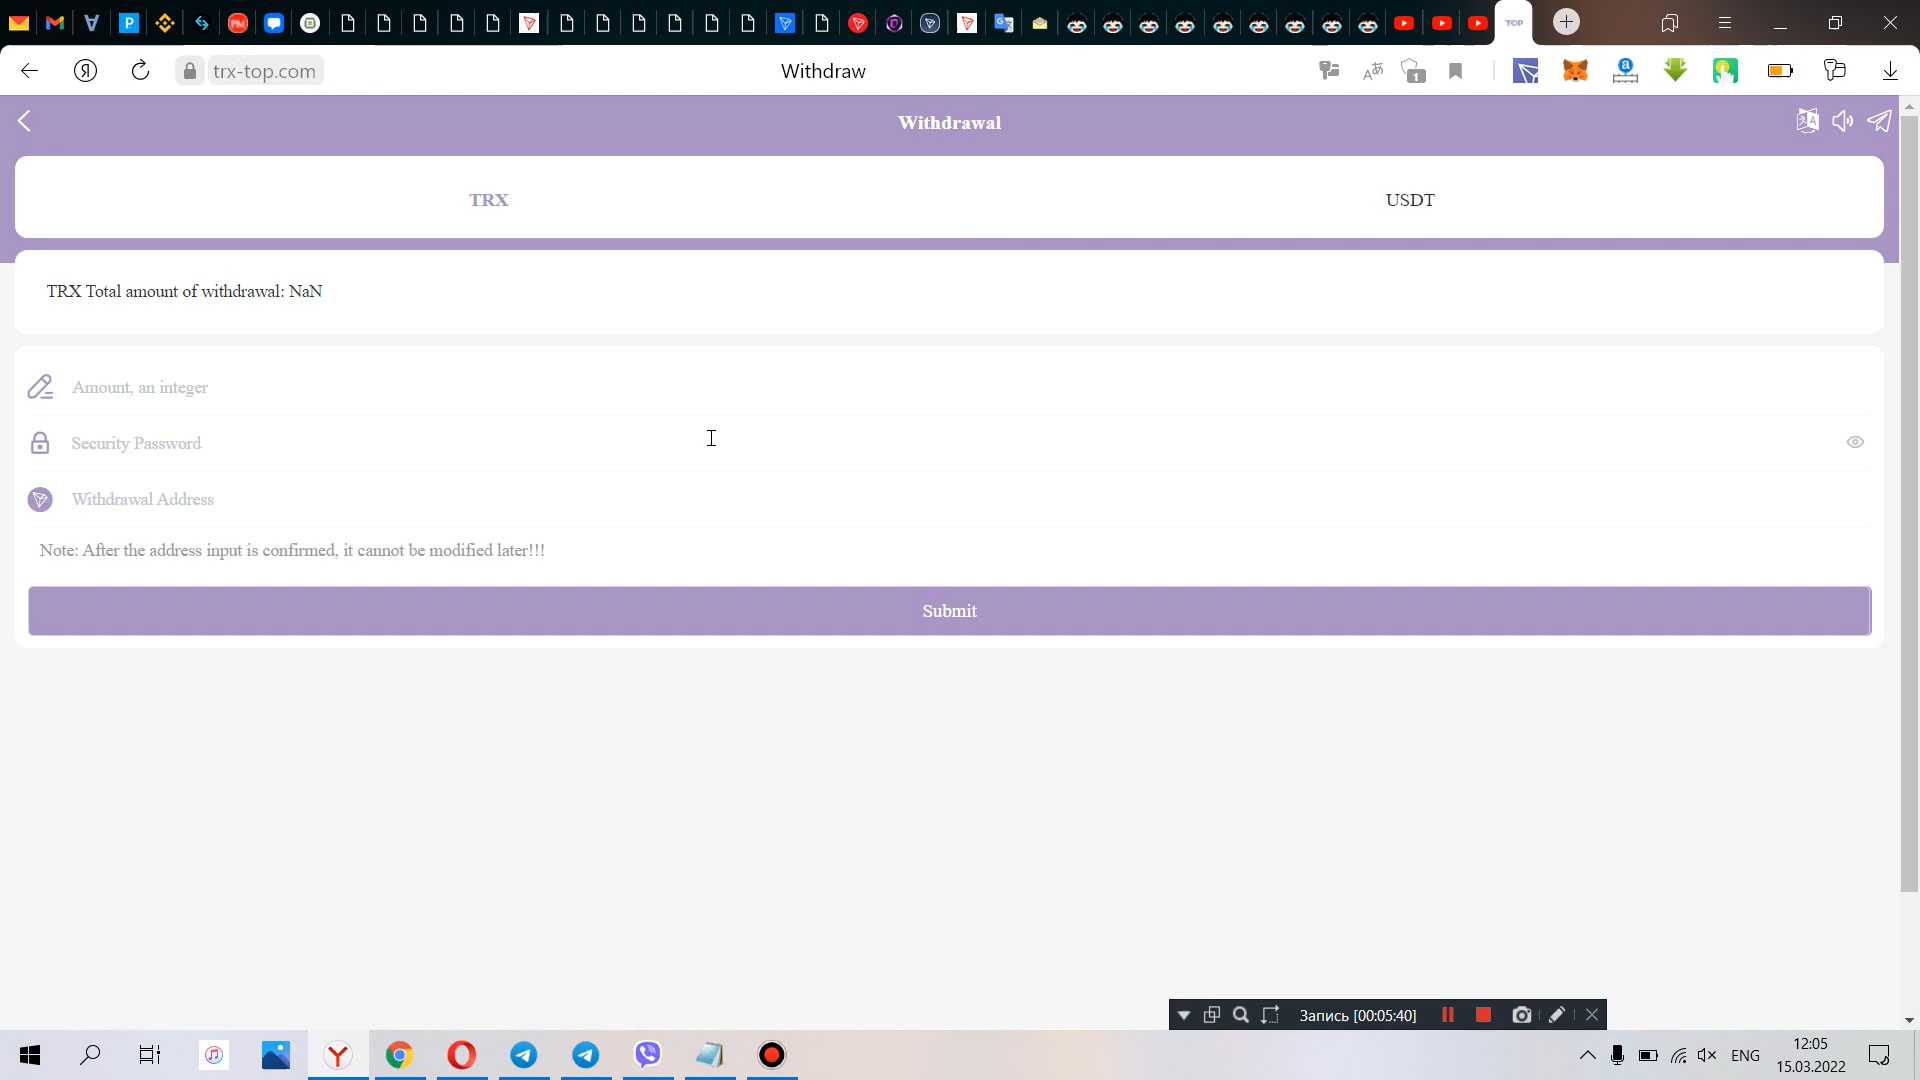 TOP
trx-top.com
Withdraw
Withdrawal
TRX
USDT
TRX Total amount of withdrawal: NaN
Amount, an integer
Security Password
Withdrawal Address
Note: After the address input is confirmed, it cannot be modified later!!!
Submit
Запись [00:05:40]
ENG
12:05
15.03.2022